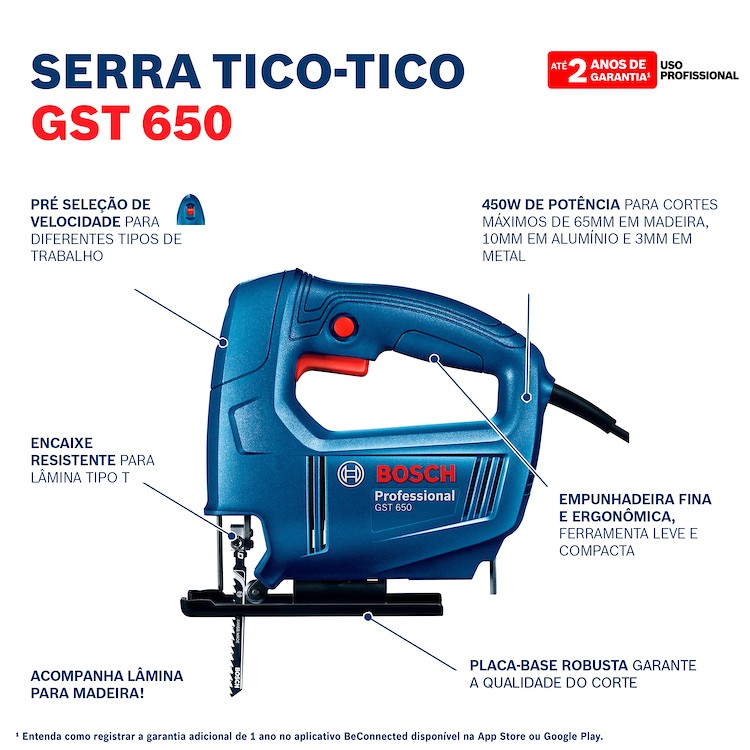 SERRA TICO-TICO
GST 650
ATÉ 2 ANOS DE GARANTIA¹
USO PROFISSIONAL
PRÉ SELEÇÃO DE
VELOCIDADE PARA
DIFERENTES TIPOS DE
TRABALHO
450W DE POTÊNCIA PARA CORTES
MÁXIMOS DE 65MM EM MADEIRA,
10MM EM ALUMÍNIO E 3MM EM
METAL
ENCAIXE
RESISTENTE PARA
LÂMINA TIPO T
BOSCH
Professional
GST 650
EMPUNHADEIRA FINA
E ERGONÔMICA,
FERRAMENTA LEVE E
COMPACTA
BOSCH
PLACA-BASE ROBUSTA GARANTE
A QUALIDADE DO CORTE
ACOMPANHA LÂMINA
PARA MADEIRA!
¹ Entenda como registrar a garantia adicional de 1 ano no aplicativo BeConnected disponível na App Store ou Google Play.